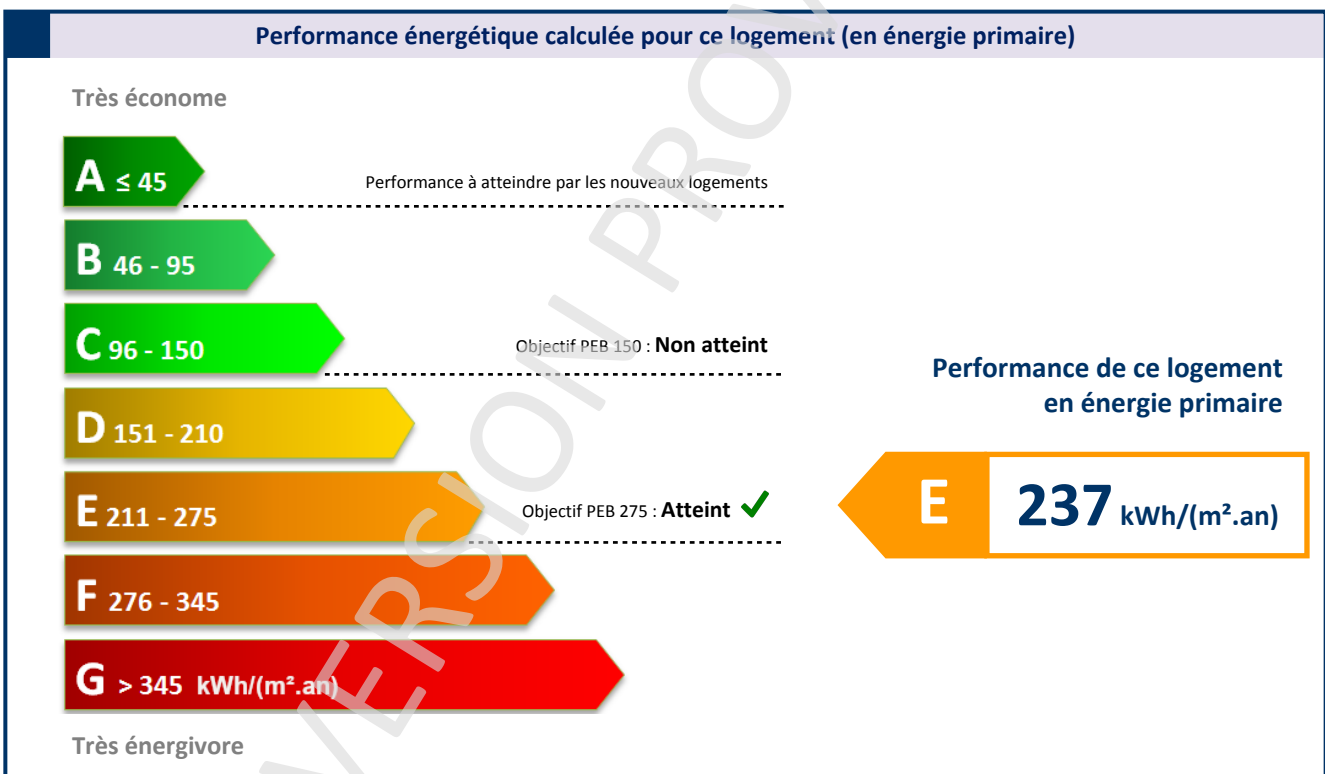 Performance énergétique calculée pour ce logement (en énergie primaire)
Très économe
A ≤ 45
Performance à atteindre par les nouveaux logements
B 46 - 95
C 96 - 150
Objectif PEB 150 : Non atteint
Performance de ce logement
en énergie primaire
D 151 - 210
E 211 - 275
Objectif PEB 275 : Atteint ✓
E 237 kWh/(m².an)
F 276 - 345
G > 345 kWh/(m².an)
Très énergivore
VERSION PROV